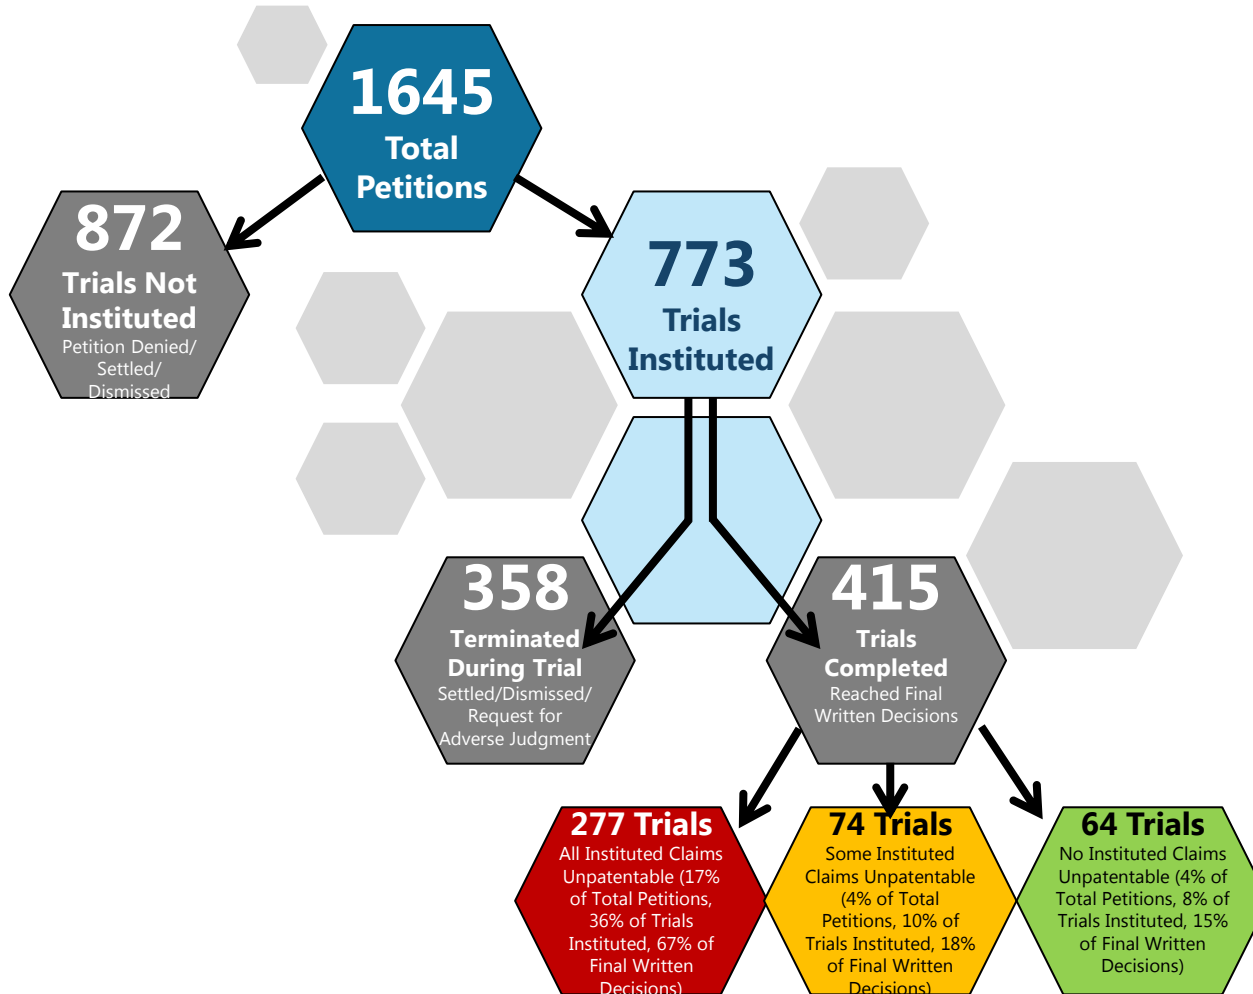 1645
Total
Petitions
872
Trials Not
Instituted
Petition Denied/
Settled/
Dismissed
773
Trials
Instituted
358
Terminated
During Trial
Settled/Dismissed/
Request for
Adverse Judgment
415
Trials
Completed
Reached Final
Written Decisions
277 Trials
All Instituted Claims
Unpatentable (17%
of Total Petitions,
36% of Trials
Instituted, 67% of
Final Written
Decisions)
74 Trials
Some Instituted
Claims Unpatentable
(4% of Total
Petitions, 10% of
Trials Instituted, 18%
of Final Written
Decisions)
64 Trials
No Instituted Claims
Unpatentable (4% of
Total Petitions, 8% of
Trials Instituted, 15%
of Final Written
Decisions)